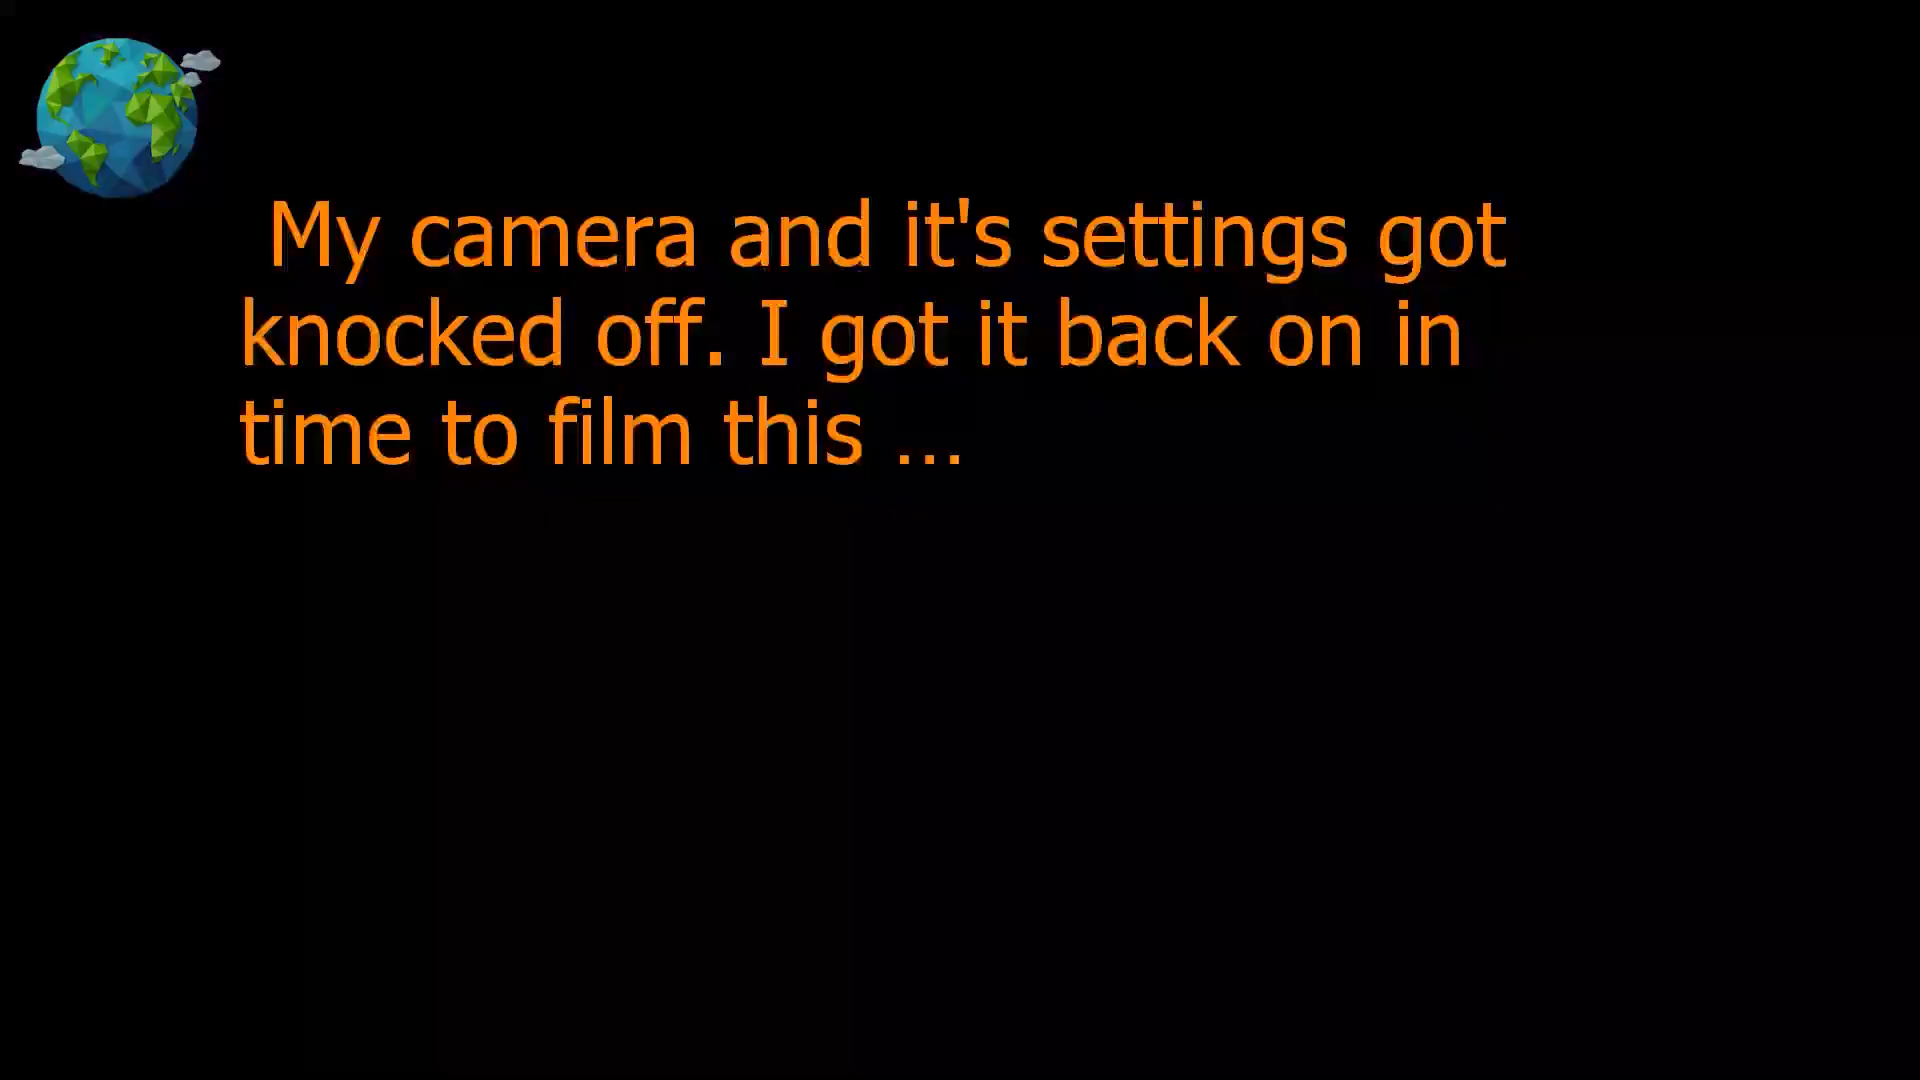 My camera and it's settings got
knocked off. I got it back on in
time to film this ...